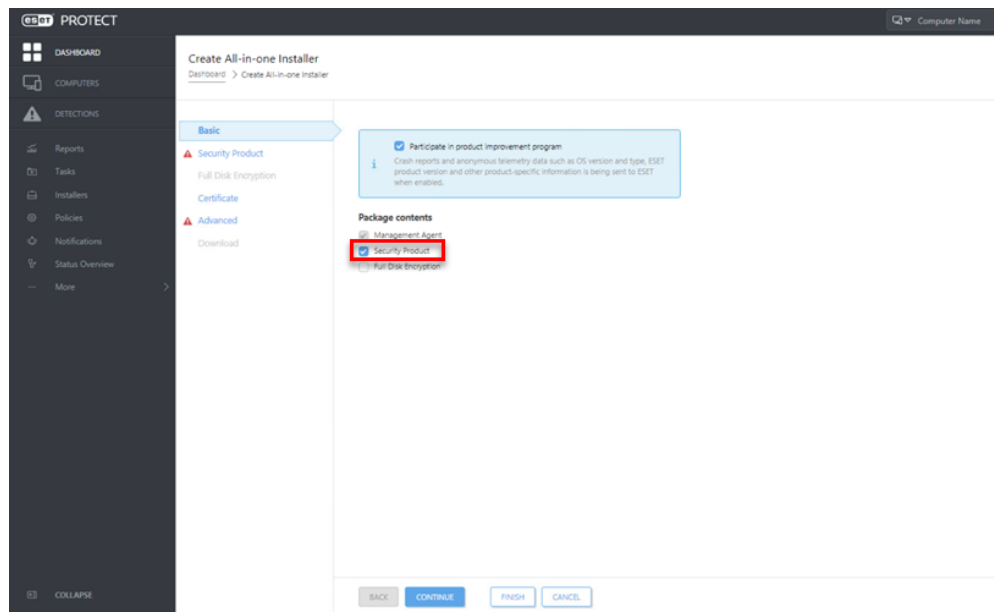 eset PROTECT
Computer Name
DASHBOARD
COMPUTERS
DETECTIONS
Reports
Tasks
Installers
Policies
Notifications
Status Overview
More
COLLAPSE
Create All-in-one Installer
Dashboard > Create All-in-one Installer
Basic
Security Product
Full Disk Encryption
Certificate
Advanced
Download
Participate in product improvement program
Crash reports and anonymous telemetry data such as OS version and type, ESET
product version and other product-specific information is being sent to ESET
when enabled.
Package contents
Management Agent
Security Product
Full Disk Encryption
BACK
CONTINUE
FINISH
CANCEL